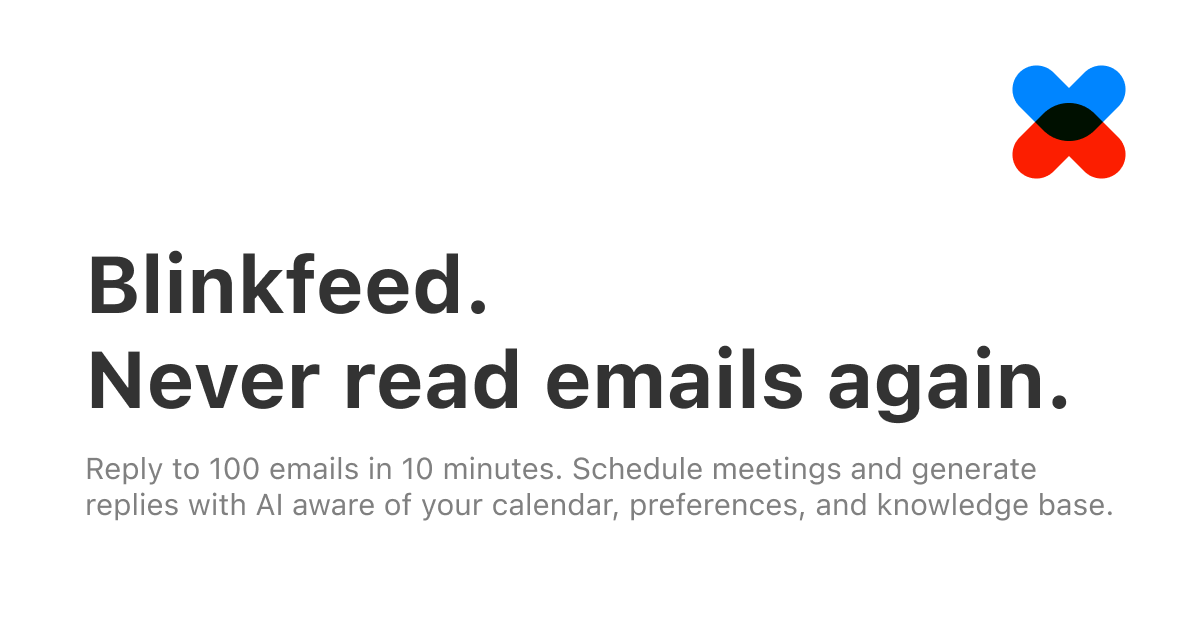 Blinkfeed.
Never read emails again.
Reply to 100 emails in 10 minutes. Schedule meetings and generate
replies with AI aware of your calendar, preferences, and knowledge base.